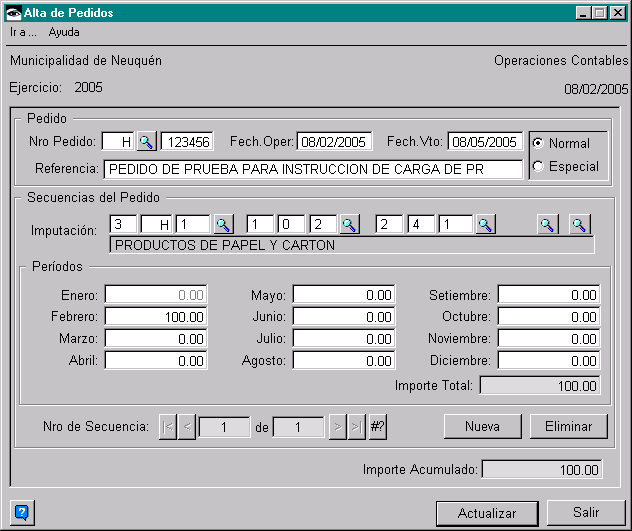 Alta de Pedidos
Ir a ... Ayuda
Municipalidad de Neuquén Operaciones Contables
Ejercicio: 2005 08/02/2005
Pedido
Nro Pedido: H 123456 Fech.Oper: 08/02/2005 Fech.Vto: 08/05/2005 Normal
Referencia: PEDIDO DE PRUEBA PARA INSTRUCCION DE CARGA DE PR Especial
Secuencias del Pedido
Imputación: 3 H 1 1 0 2 2 4 1
PRODUCTOS DE PAPEL Y CARTON
Períodos
Enero: 0.00 Mayo: 0.00 Setiembre: 0.00
Febrero: 100.00 Junio: 0.00 Octubre: 0.00
Marzo: 0.00 Julio: 0.00 Noviembre: 0.00
Abril: 0.00 Agosto: 0.00 Diciembre: 0.00
Importe Total: 100.00
Nro de Secuencia: |< < 1 de 1 > >| #? Nueva Eliminar
Importe Acumulado: 100.00
? Actualizar Salir